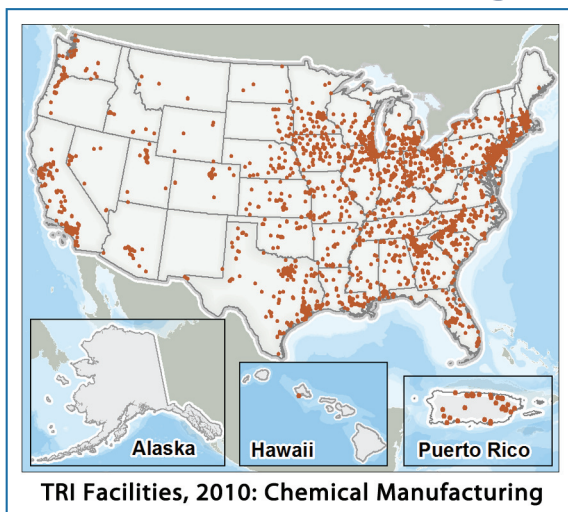 Alaska
Hawaii
Puerto Rico
TRI Facilities, 2010: Chemical Manufacturing